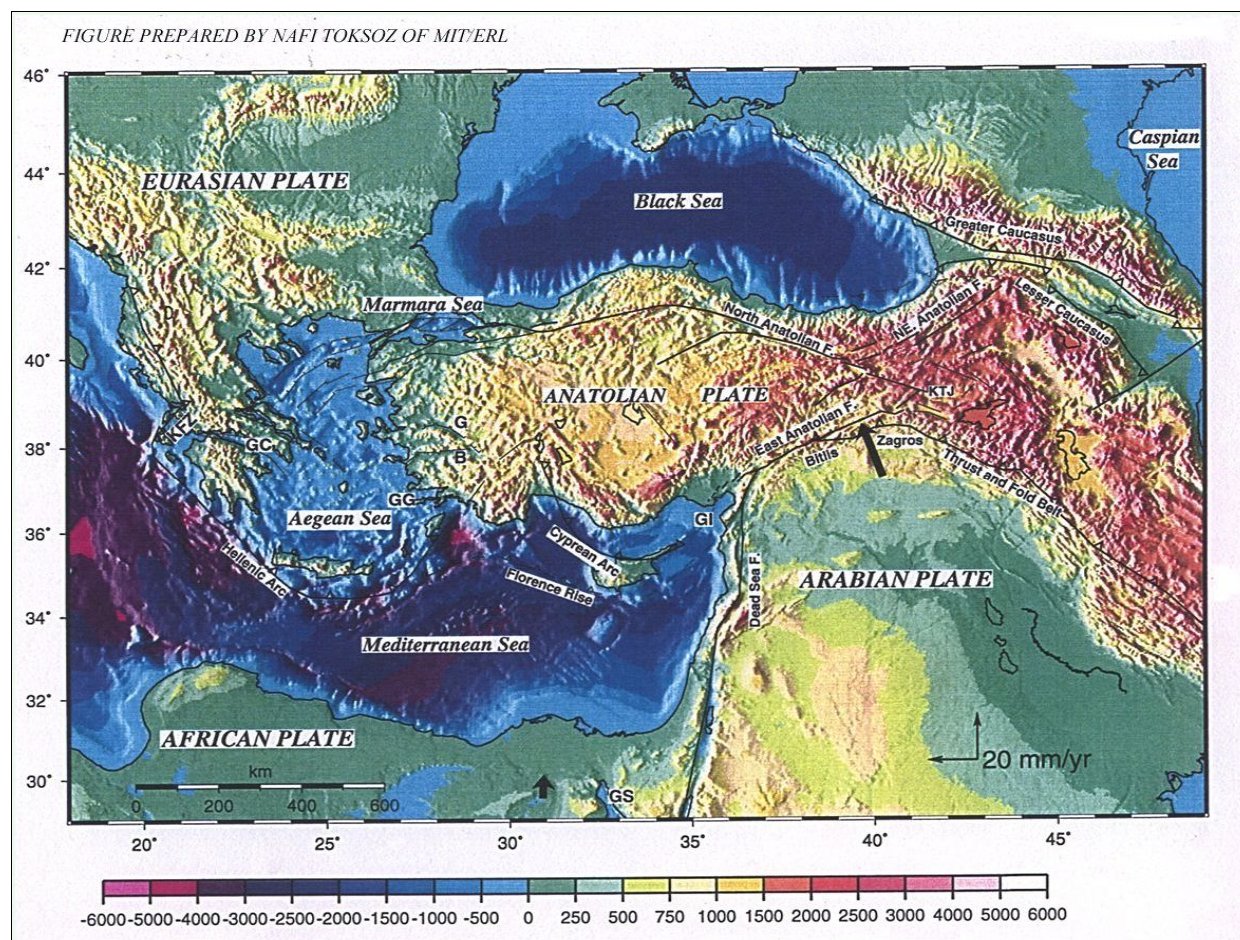 FIGURE PREPARED BY NAFI TOKSOZ OF MIT/ERL
46°
44°
42°
40°
38°
36°
34°
32°
30°
Caspian
Sea
EURASIAN PLATE
Black Sea
Greater Caucasus
Marmara Sea
North Anatolian F.
NE. Anatolian F.
Lesser Caucasus
ANATOLIAN PLATE
KTJ
KFZ
GC
G
B
East Anatolian F.
Bitlis
Zagros
Thrust and Fold Belt
GG
Aegean Sea
GI
Hellenic Arc
Cyprean Arc
Florence Rise
Dead Sea F.
ARABIAN PLATE
Mediterranean Sea
AFRICAN PLATE
20 mm/yr
km
0 200 400 600
GS
20° 25° 30° 35° 40° 45°
-6000 -5000 -4000 -3000 -2500 -2000 -1500 -1000 -500 0 250 500 750 1000 1500 2000 2500 3000 4000 5000 6000